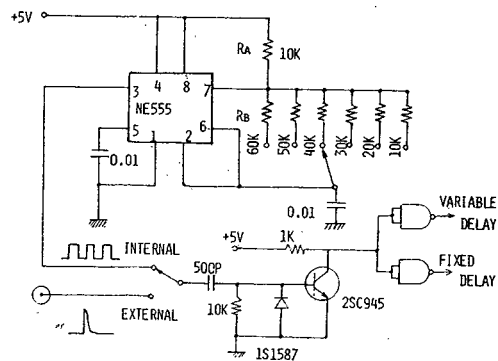 +5V
RA
10K
4
8
3
7
NE555
RB
5
6
1
2
60K
50K
40K
30K
20K
10K
0.01
0.01
VARIABLE
DELAY
+5V
1K
INTERNAL
500P
FIXED
DELAY
2SC945
10K
EXTERNAL
1S1587